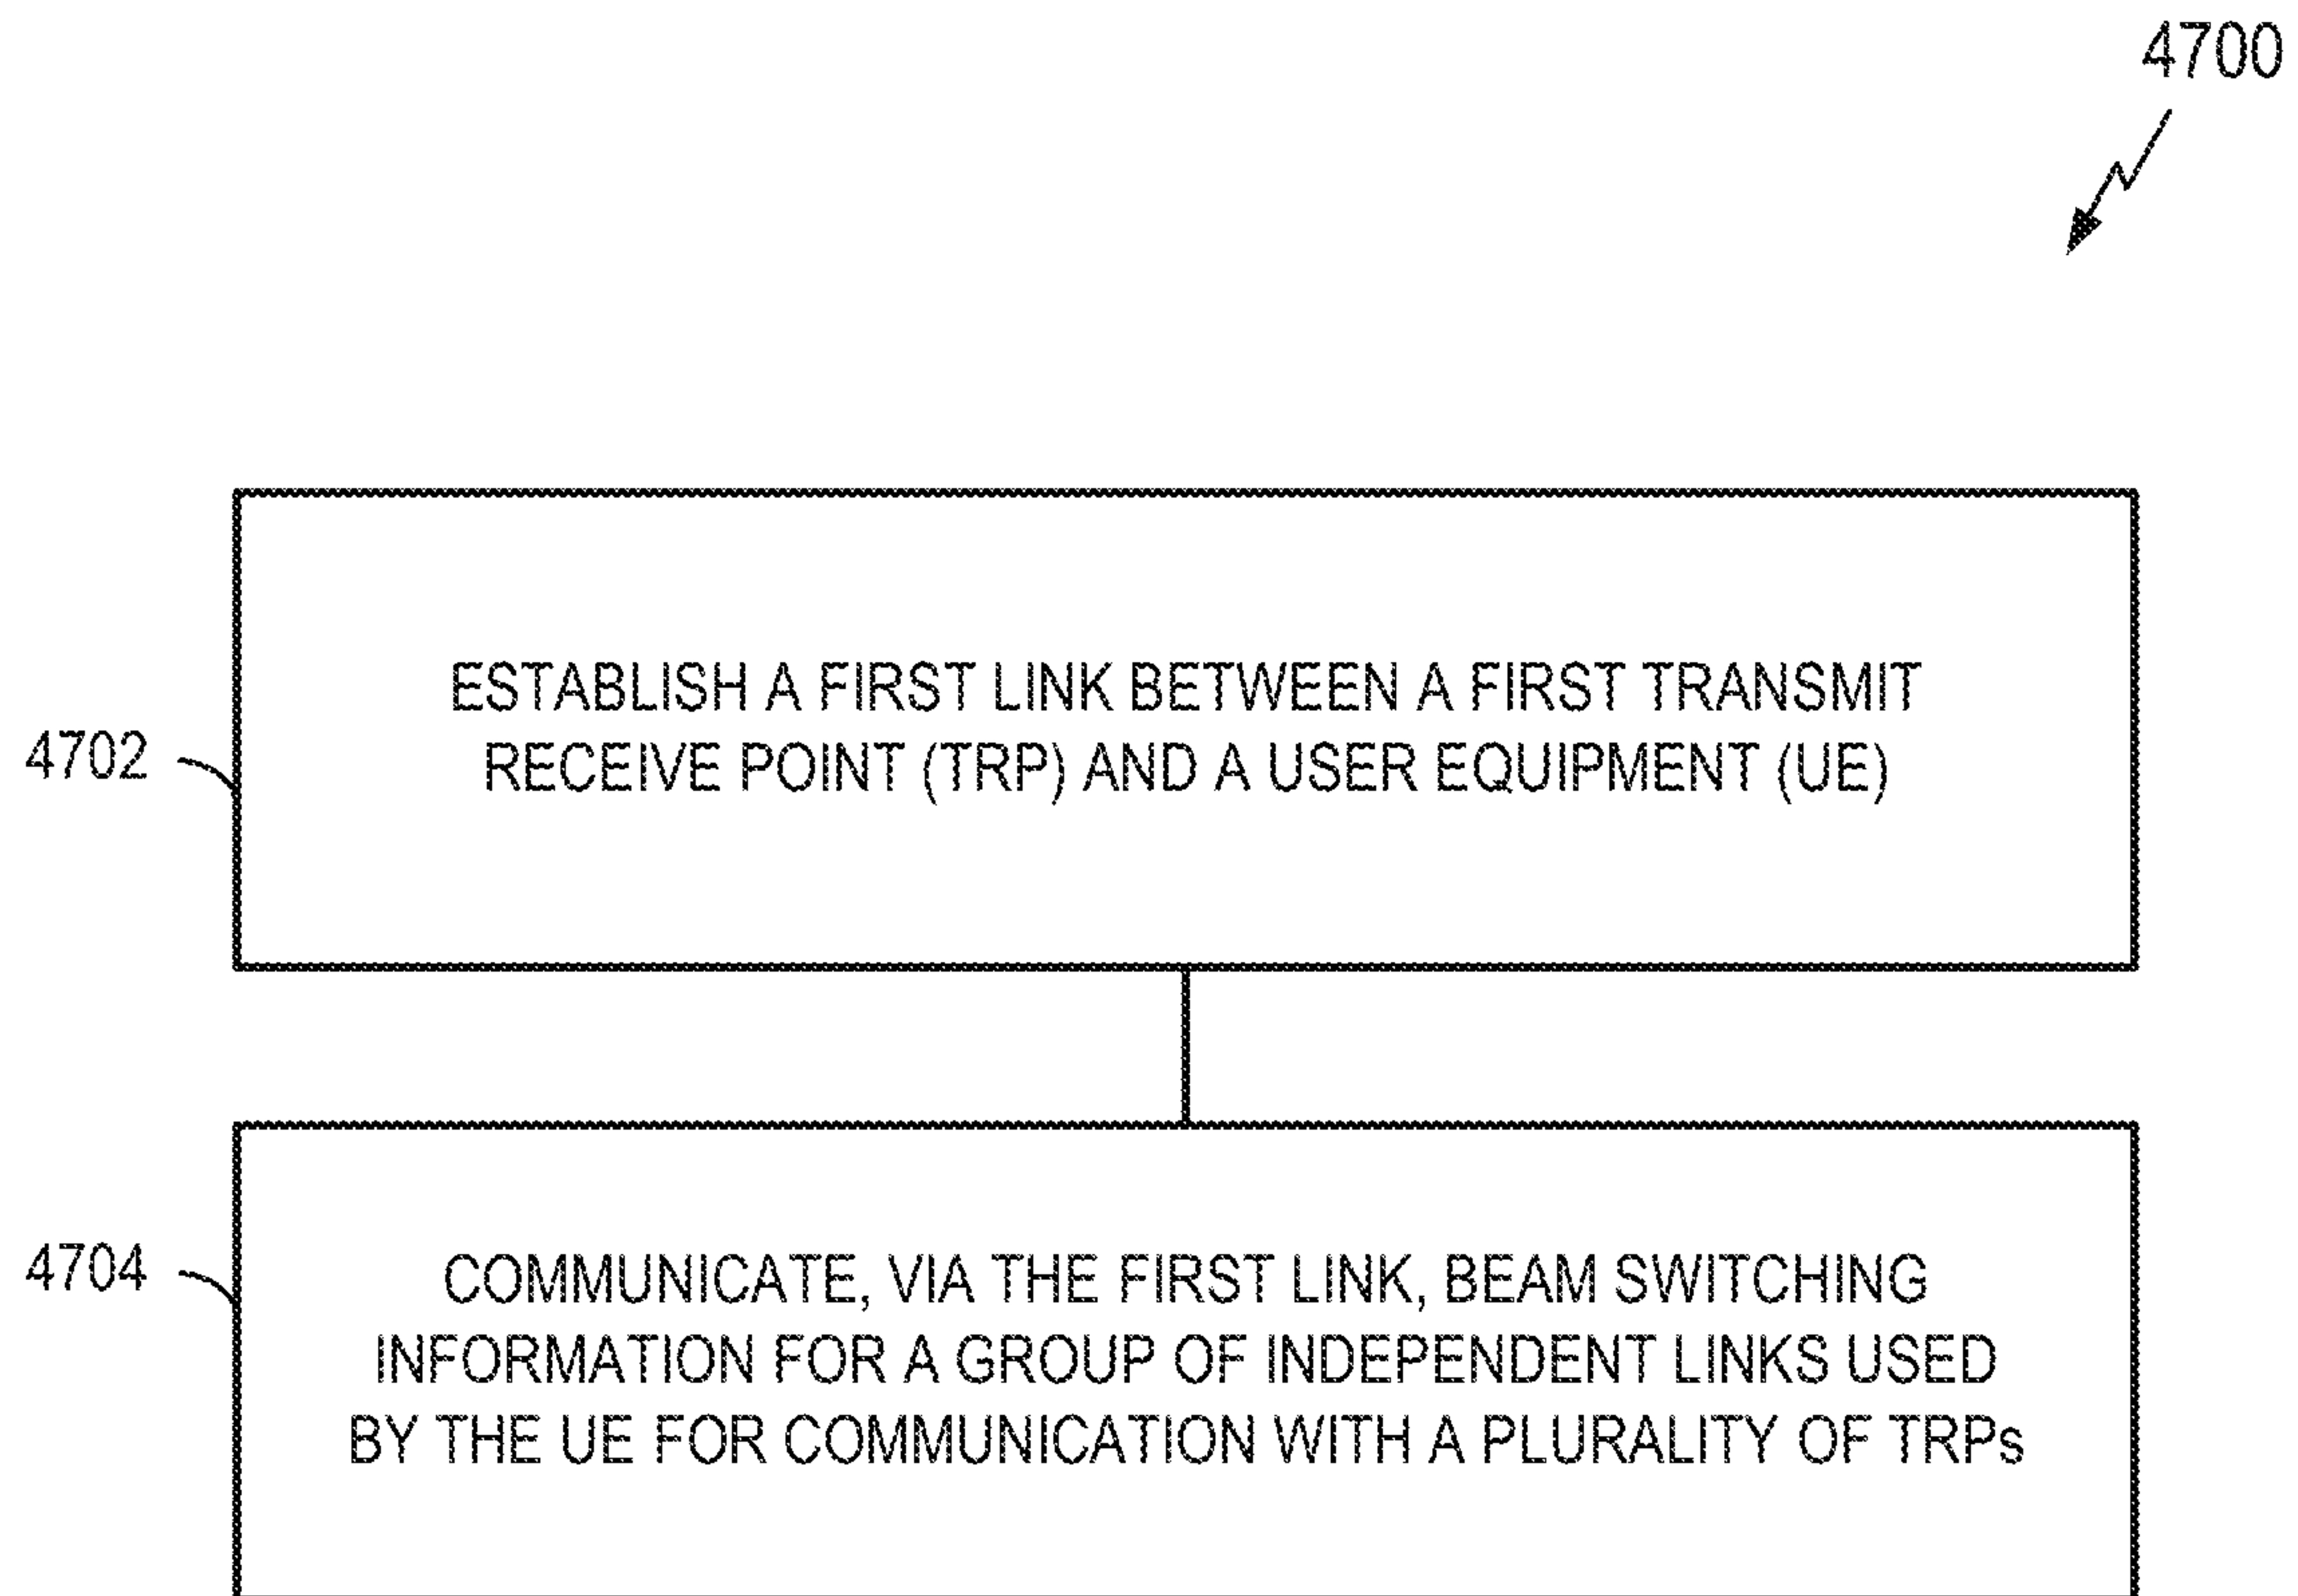 4700
ESTABLISH A FIRST LINK BETWEEN A FIRST TRANSMIT
RECEIVE POINT (TRP) AND A USER EQUIPMENT (UE)
4702
COMMUNICATE, VIA THE FIRST LINK, BEAM SWITCHING
INFORMATION FOR A GROUP OF INDEPENDENT LINKS USED
BY THE UE FOR COMMUNICATION WITH A PLURALITY OF TRPs
4704